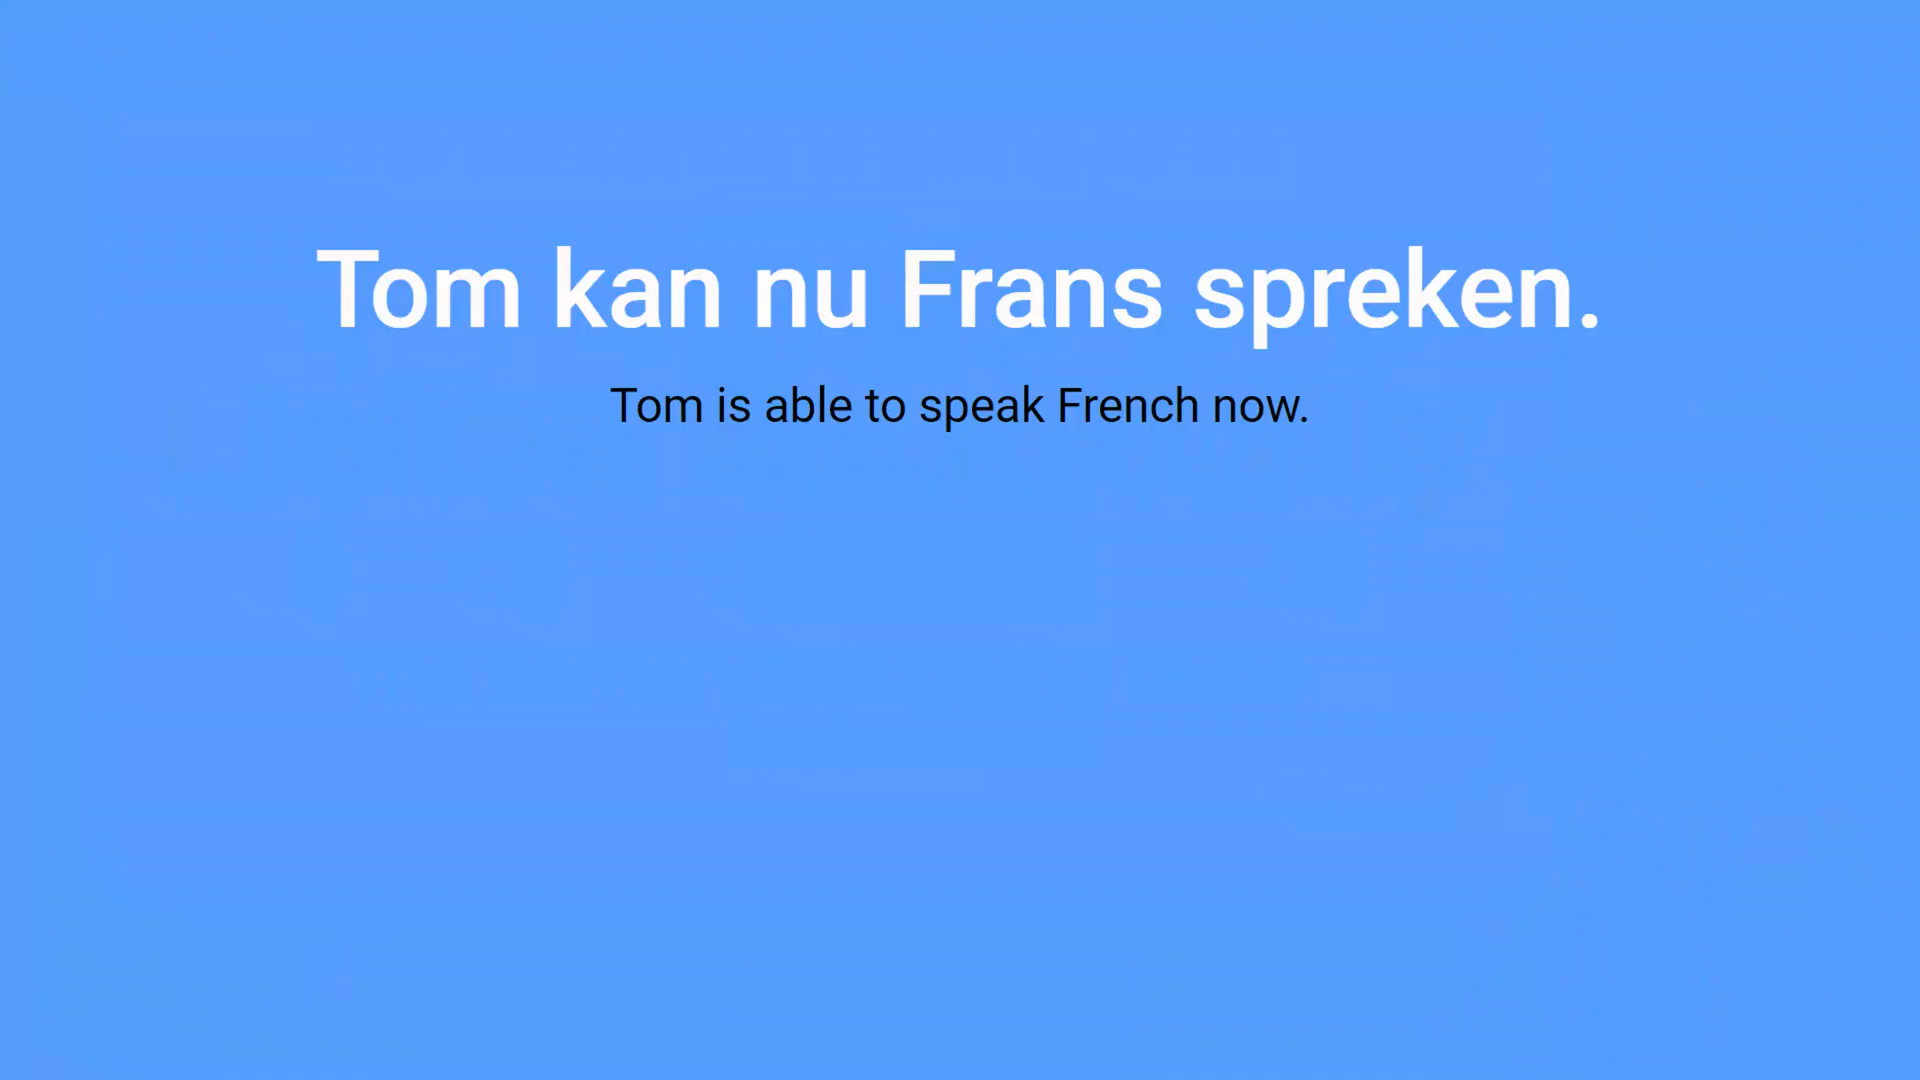 Tom kan nu Frans spreken.
Tom is able to speak French now.